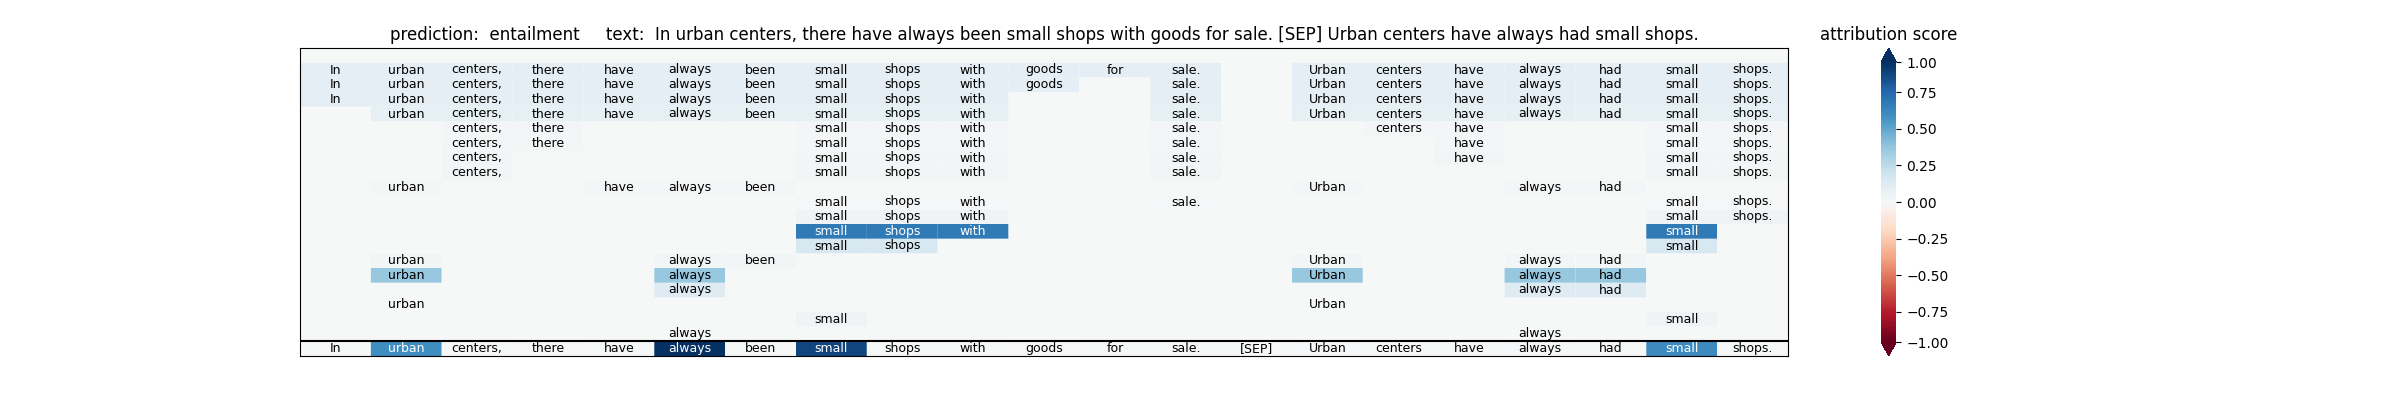 prediction: entailment text: In urban centers, there have always been small shops with goods for sale. [SEP] Urban centers have always had small shops.
attribution score
In urban centers, there have always been small shops with goods for sale. Urban centers have always had small shops.
In urban centers, there have always been small shops with goods sale. Urban centers have always had small shops.
In urban centers, there have always been small shops with sale. Urban centers have always had small shops.
urban centers, there have always been small shops with sale. Urban centers have always had small shops.
centers, there small shops with sale. centers have small shops.
centers, there small shops with sale. have small shops.
centers, small shops with sale. have small shops.
centers, small shops with sale. small shops.
urban have always been Urban always had
small shops with sale. small shops.
small shops with small shops.
small shops with small
small shops small
urban always been Urban always had
urban always Urban always had
always always had
urban Urban
small small
always always
In urban centers, there have always been small shops with goods for sale. [SEP] Urban centers have always had small shops.
1.00
0.75
0.50
0.25
0.00
−0.25
−0.50
−0.75
−1.00